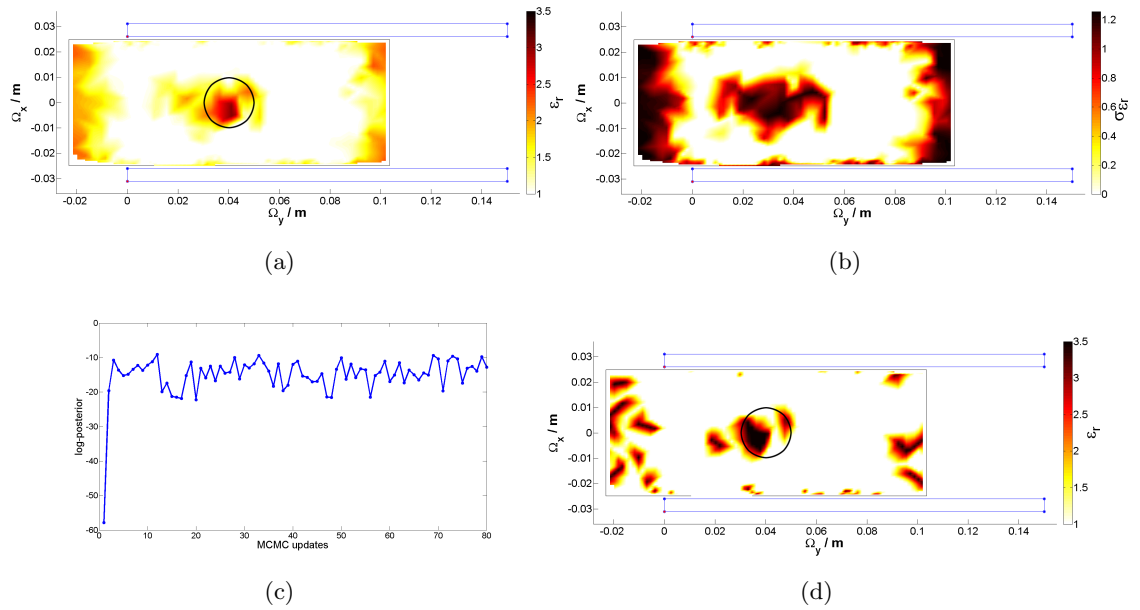 0.03
0.02
0.01
0
-0.01
-0.02
-0.03
Ω_x / m
-0.02 0 0.02 0.04 0.06 0.08 0.1 0.12 0.14
Ω_y / m
3.5
3
2.5
2
1.5
1
ε_r
(a)
0.03
0.02
0.01
0
-0.01
-0.02
-0.03
Ω_x / m
-0.02 0 0.02 0.04 0.06 0.08 0.1 0.12 0.14
Ω_y / m
1.2
1
0.8
0.6
0.4
0.2
0
σ_{ε_r}
(b)
0
-10
-20
-30
-40
-50
-60
log-posterior
0 10 20 30 40 50 60 70 80
MCMC updates
(c)
0.03
0.02
0.01
0
-0.01
-0.02
-0.03
Ω_x / m
-0.02 0 0.02 0.04 0.06 0.08 0.1 0.12 0.14
Ω_y / m
3.5
3
2.5
2
1.5
1
ε_r
(d)